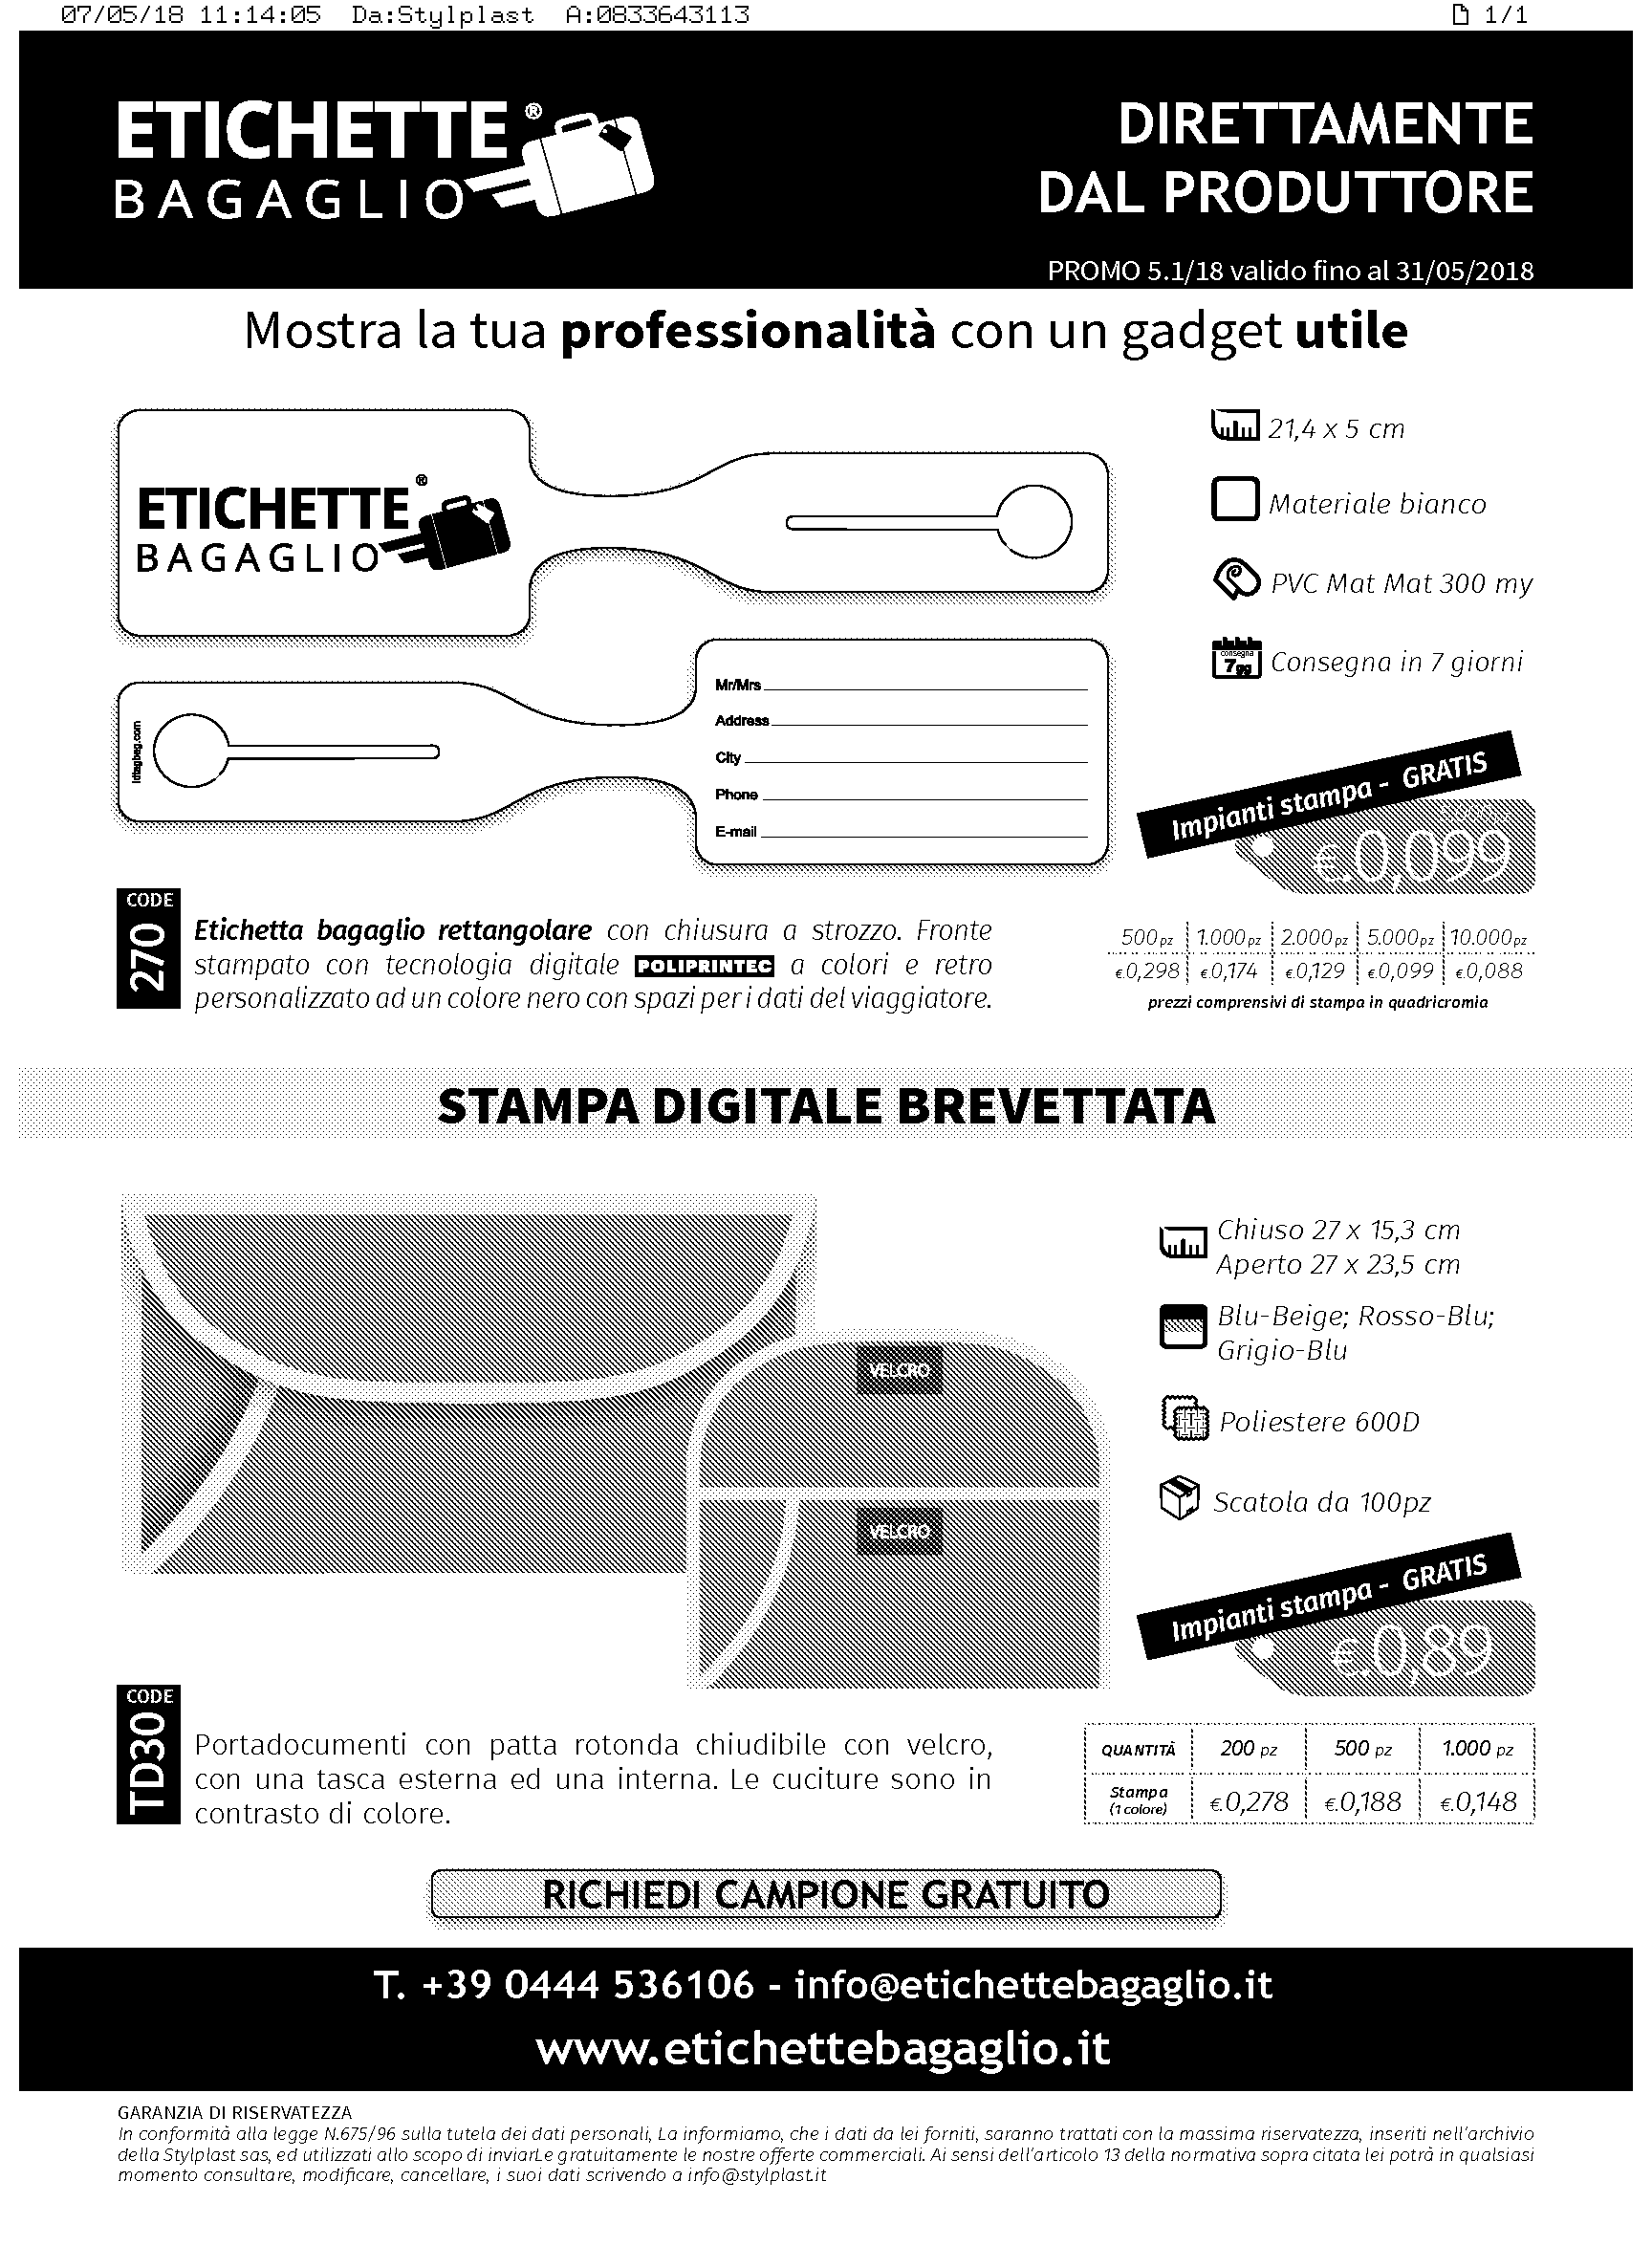 07/05/18 11:14:05 Da:Stylplast A:0833643113 1/1
ETICHETTE®
BAGAGLIO
DIRETTAMENTE
DAL PRODUTTORE
PROMO 5.1/18 valido fino al 31/05/2018
Mostra la tua professionalità con un gadget utile
ETICHETTE®
BAGAGLIO
21,4 x 5 cm
Materiale bianco
PVC Mat Mat 300 my
consegna
7gg
Consegna in 7 giorni
Mr/Mrs
Address
City
Phone
E-mail
idtagbag.com
Impianti stampa - GRATIS
€.0,099
CODE
270
Etichetta bagaglio rettangolare con chiusura a strozzo. Fronte
stampato con tecnologia digitale POLIPRINTEC a colori e retro
personalizzato ad un colore nero con spazi per i dati del viaggiatore.
500pz 1.000pz 2.000pz 5.000pz 10.000pz
€.0,298 €.0,174 €.0,129 €.0,099 €.0,088
prezzi comprensivi di stampa in quadricromia
STAMPA DIGITALE BREVETTATA
VELCRO
VELCRO
Chiuso 27 x 15,3 cm
Aperto 27 x 23,5 cm
Blu-Beige; Rosso-Blu;
Grigio-Blu
Poliestere 600D
Scatola da 100pz
Impianti stampa - GRATIS
€.0,89
CODE
TD30
Portadocumenti con patta rotonda chiudibile con velcro,
con una tasca esterna ed una interna. Le cuciture sono in
contrasto di colore.
QUANTITÀ 200 pz 500 pz 1.000 pz
Stampa
(1 colore) €.0,278 €.0,188 €.0,148
RICHIEDI CAMPIONE GRATUITO
T. +39 0444 536106 - info@etichettebagaglio.it
www.etichettebagaglio.it
GARANZIA DI RISERVATEZZA
In conformità alla legge N.675/96 sulla tutela dei dati personali, La informiamo, che i dati da lei forniti, saranno trattati con la massima riservatezza, inseriti nell'archivio
della Stylplast sas, ed utilizzati allo scopo di inviarLe gratuitamente le nostre offerte commerciali. Ai sensi dell'articolo 13 della normativa sopra citata lei potrà in qualsiasi
momento consultare, modificare, cancellare, i suoi dati scrivendo a info@stylplast.it